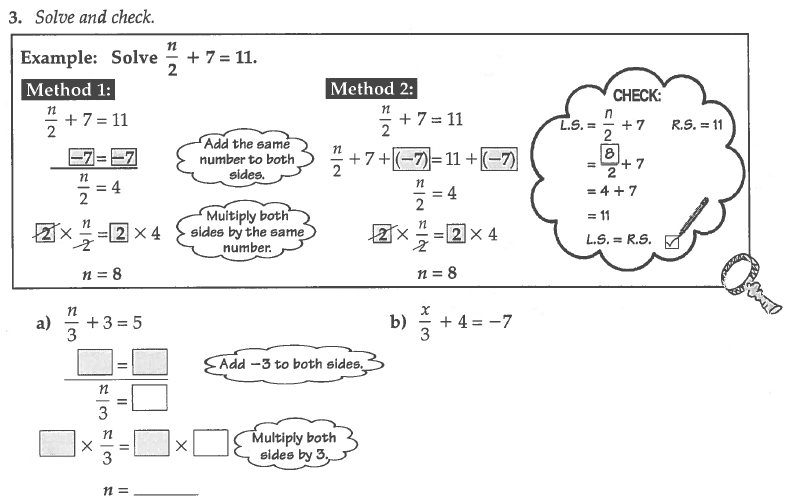 3. Solve and check.
Example: Solve n/2 + 7 = 11.
Method 1:
n/2 + 7 = 11
−7 = −7
n/2 = 4
2 × n/2 = 2 × 4
n = 8
Add the same
number to both
sides.
Multiply both
sides by the same
number.
Method 2:
n/2 + 7 = 11
n/2 + 7 + (−7) = 11 + (−7)
n/2 = 4
2 × n/2 = 2 × 4
n = 8
CHECK:
L.S. = n/2 + 7 R.S. = 11
= 8/2 + 7
= 4 + 7
= 11
L.S. = R.S.
a) n/3 + 3 = 5
=
n/3 =
× n/3 = ×
n = ________
Add −3 to both sides.
Multiply both
sides by 3.
b) x/3 + 4 = −7